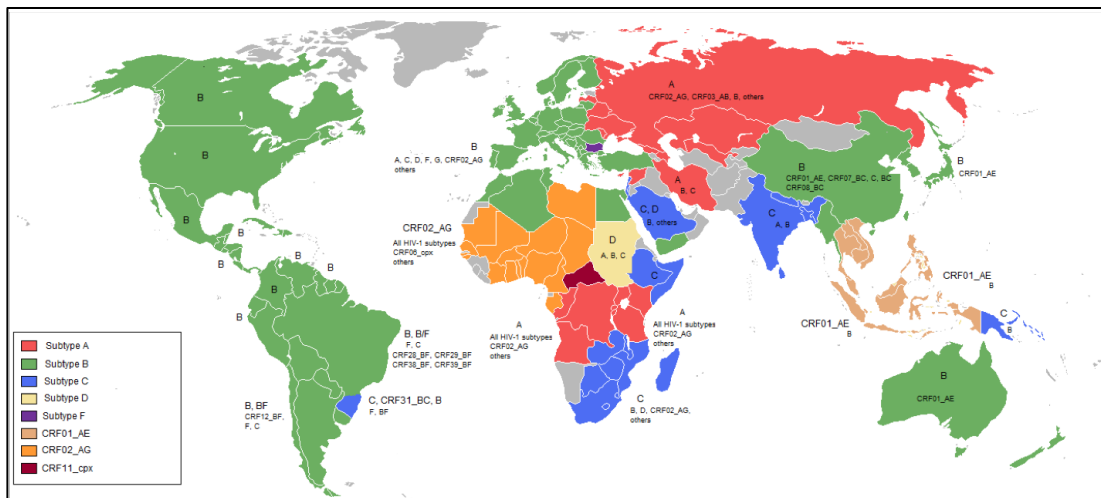 B
B
B
B
B
B
B
B
B
B
B, BF
CRF12_BF,
F, C
B, B/F
F, C
CRF28_BF, CRF29_BF
CRF38_BF, CRF39_BF
C, CRF31_BC, B
F, BF
B
A, C, D, F, G, CRF02_AG
others
CRF02_AG
All HIV-1 subtypes
CRF06_cpx
others
A
CRF02_AG, CRF03_AB, B, others
A
B, C
C, D
B, others
D
A, B, C
C
A
All HIV-1 subtypes
CRF02_AG
others
A
All HIV-1 subtypes
CRF02_AG
others
C
B, D, CRF02_AG,
others
C
A, B
B
CRF01_AE, CRF07_BC, C, BC
CRF08_BC
B
CRF01_AE
CRF01_AE
B
CRF01_AE
B
C
B
B
CRF01_AE
Subtype A
Subtype B
Subtype C
Subtype D
Subtype F
CRF01_AE
CRF02_AG
CRF11_cpx